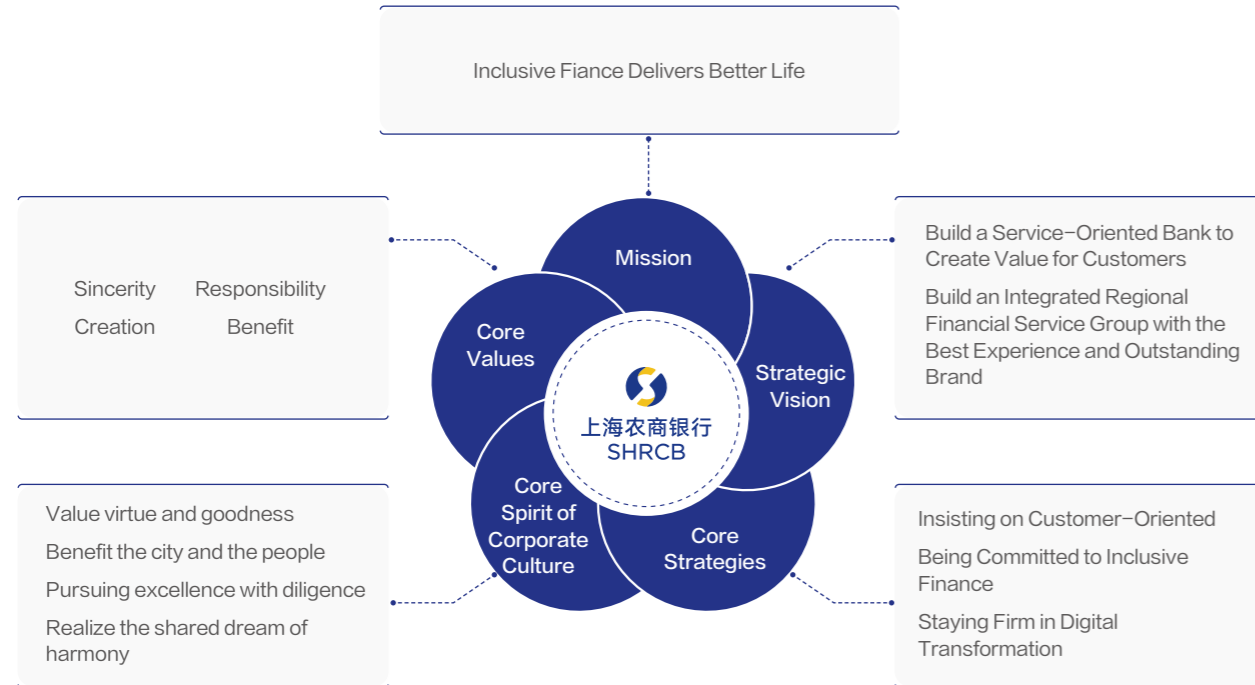 Inclusive Fiance Delivers Better Life
Mission
Sincerity Responsibility
Creation Benefit
Core
Values
Build a Service-Oriented Bank to
Create Value for Customers
Build an Integrated Regional
Financial Service Group with the
Best Experience and Outstanding
Brand
Strategic
Vision
上海农商银行
SHRCB
Value virtue and goodness
Benefit the city and the people
Pursuing excellence with diligence
Realize the shared dream of
harmony
Core
Spirit of
Corporate
Culture
Core
Strategies
Insisting on Customer-Oriented
Being Committed to Inclusive
Finance
Staying Firm in Digital
Transformation